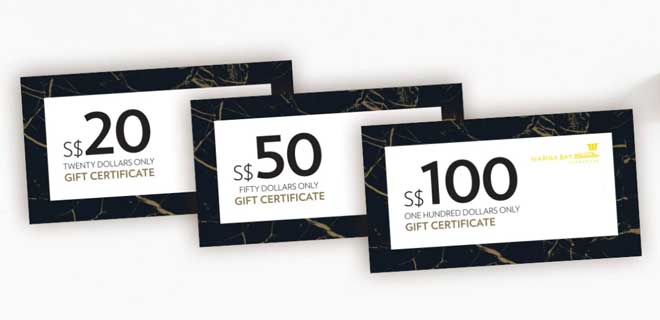 S$20
TWENTY DOLLARS ONLY
GIFT CERTIFICATE
S$50
FIFTY DOLLARS ONLY
GIFT CERTIFICATE
MARINA BAY
S$100
ONE HUNDRED DOLLARS ONLY
GIFT CERTIFICATE